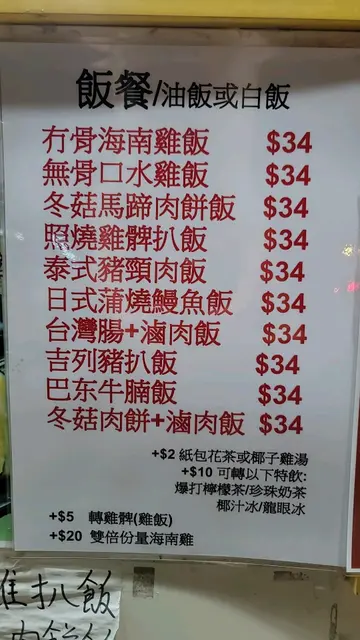 飯餐/油飯或白飯
冇骨海南雞飯 $34
無骨口水雞飯 $34
冬菇馬蹄肉餅飯 $34
照燒雞髀扒飯 $34
泰式豬頸肉飯 $34
日式蒲燒鰻魚飯 $34
台灣腸+滷肉飯 $34
吉列豬扒飯 $34
巴东牛腩飯 $34
冬菇肉餅+滷肉飯 $34
+$2 紙包花茶或椰子雞湯
+$10 可轉以下特飲:
爆打檸檬茶/珍珠奶茶
椰汁冰/龍眼冰
+$5 轉雞髀(雞飯)
+$20 雙倍份量海南雞
扒飯